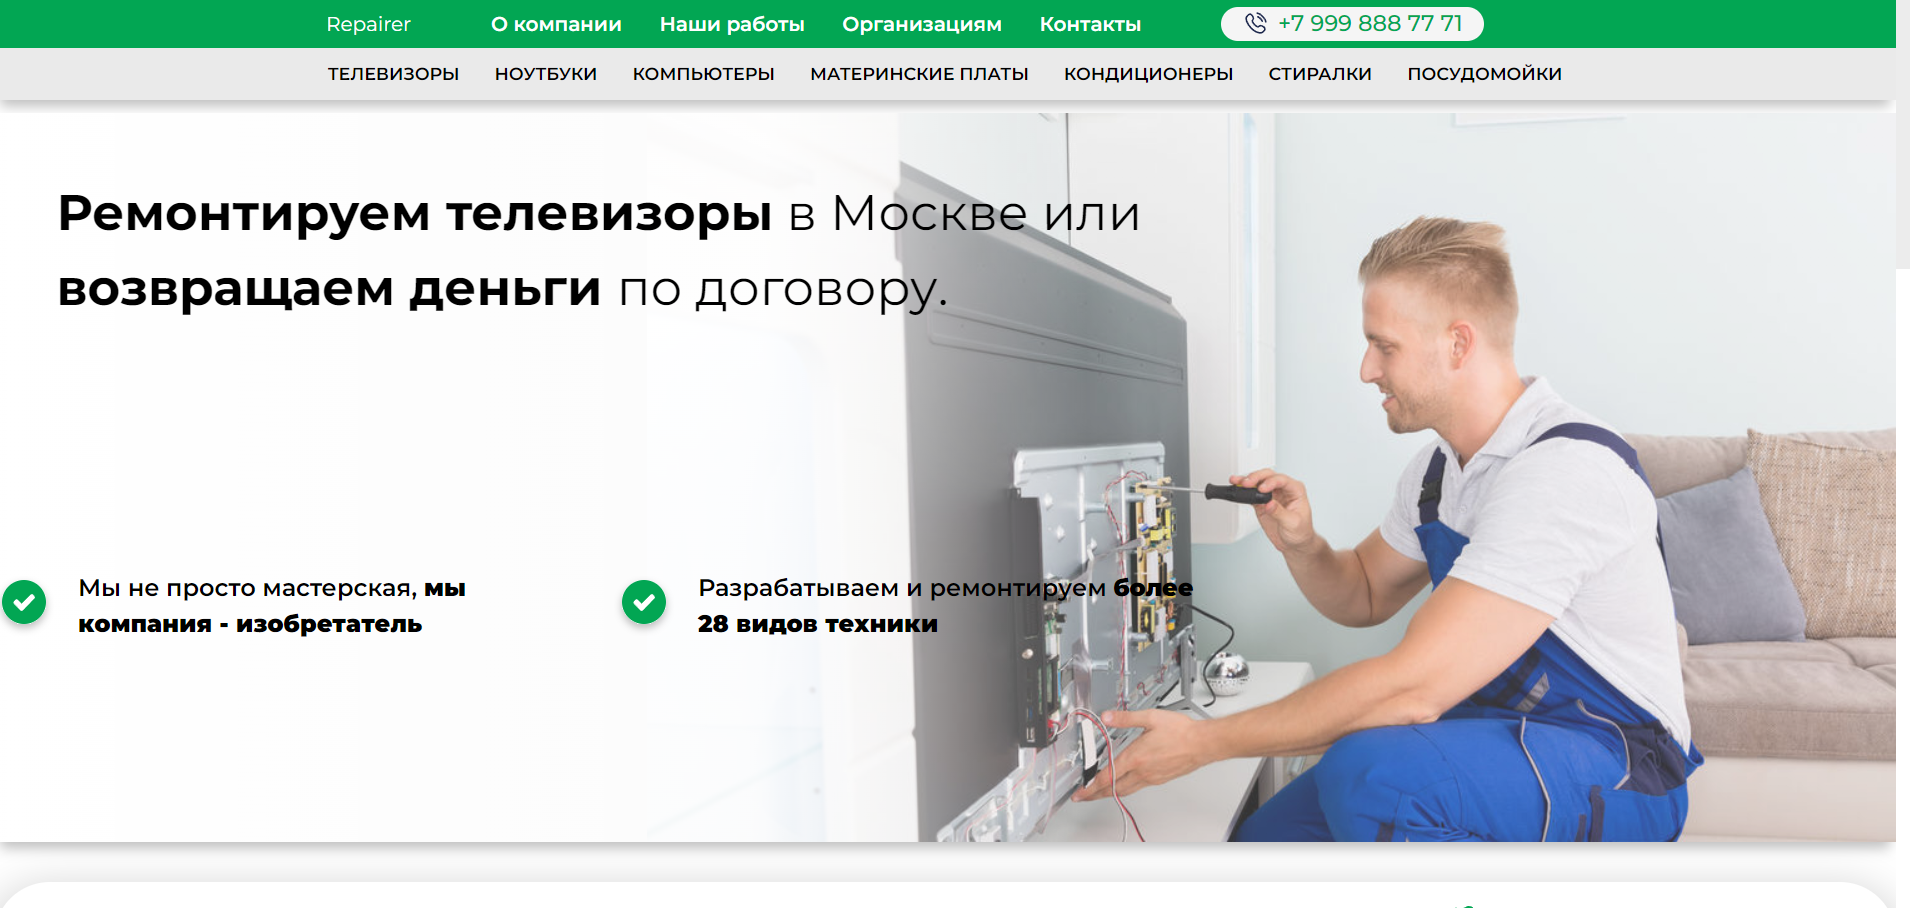 Repairer О компании Наши работы Организациям Контакты +7 999 888 77 71
ТЕЛЕВИЗОРЫ НОУТБУКИ КОМПЬЮТЕРЫ МАТЕРИНСКИЕ ПЛАТЫ КОНДИЦИОНЕРЫ СТИРАЛКИ ПОСУДОМОЙКИ
Ремонтируем телевизоры в Москве или
возвращаем деньги по договору.
Мы не просто мастерская, мы
компания - изобретатель
Разрабатываем и ремонтируем более
28 видов техники